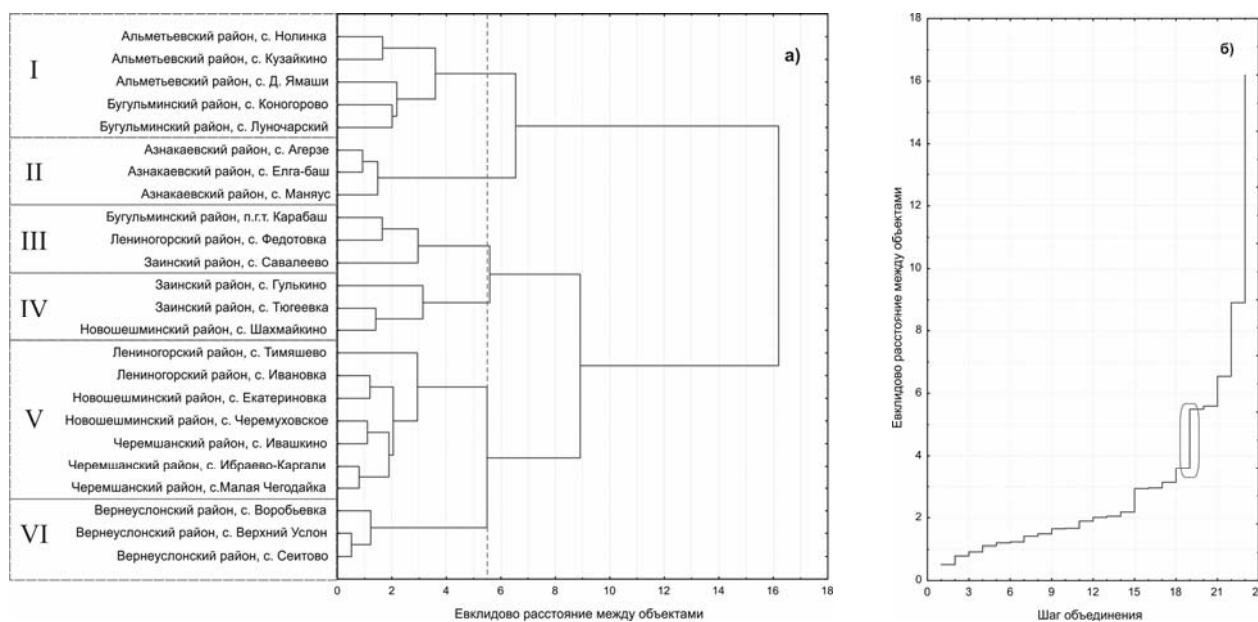 I
Альметьевский район, с. Нолинка
Альметьевский район, с. Кузайкино
Альметьевский район, с. Д. Ямаши
Бугульминский район, с. Коногорово
Бугульминский район, с. Луночарский
II
Азнакаевский район, с. Агерзе
Азнакаевский район, с. Елга-баш
Азнакаевский район, с. Маняус
III
Бугульминский район, п.г.т. Карабаш
Лениногорский район, с. Федотовка
Заинский район, с. Савалеево
IV
Заинский район, с. Гулькино
Заинский район, с. Тюгеевка
Новошешминский район, с. Шахмайкино
V
Лениногорский район, с. Тимяшево
Лениногорский район, с. Ивановка
Новошешминский район, с. Екатериновка
Новошешминский район, с. Черемуховское
Черемшанский район, с. Ивашкино
Черемшанский район, с. Ибраево-Каргали
Черемшанский район, с.Малая Чегодайка
VI
Вернеуслонский район, с. Воробьевка
Вернеуслонский район, с. Верхний Услон
Вернеуслонский район, с. Сеитово
а)
0 2 4 6 8 10 12 14 16 18
Евклидово расстояние между объектами
б)
Евклидово расстояние между объектами
18
16
14
12
10
8
6
4
2
0
0 3 6 9 12 15 18 21
Шаг объединения